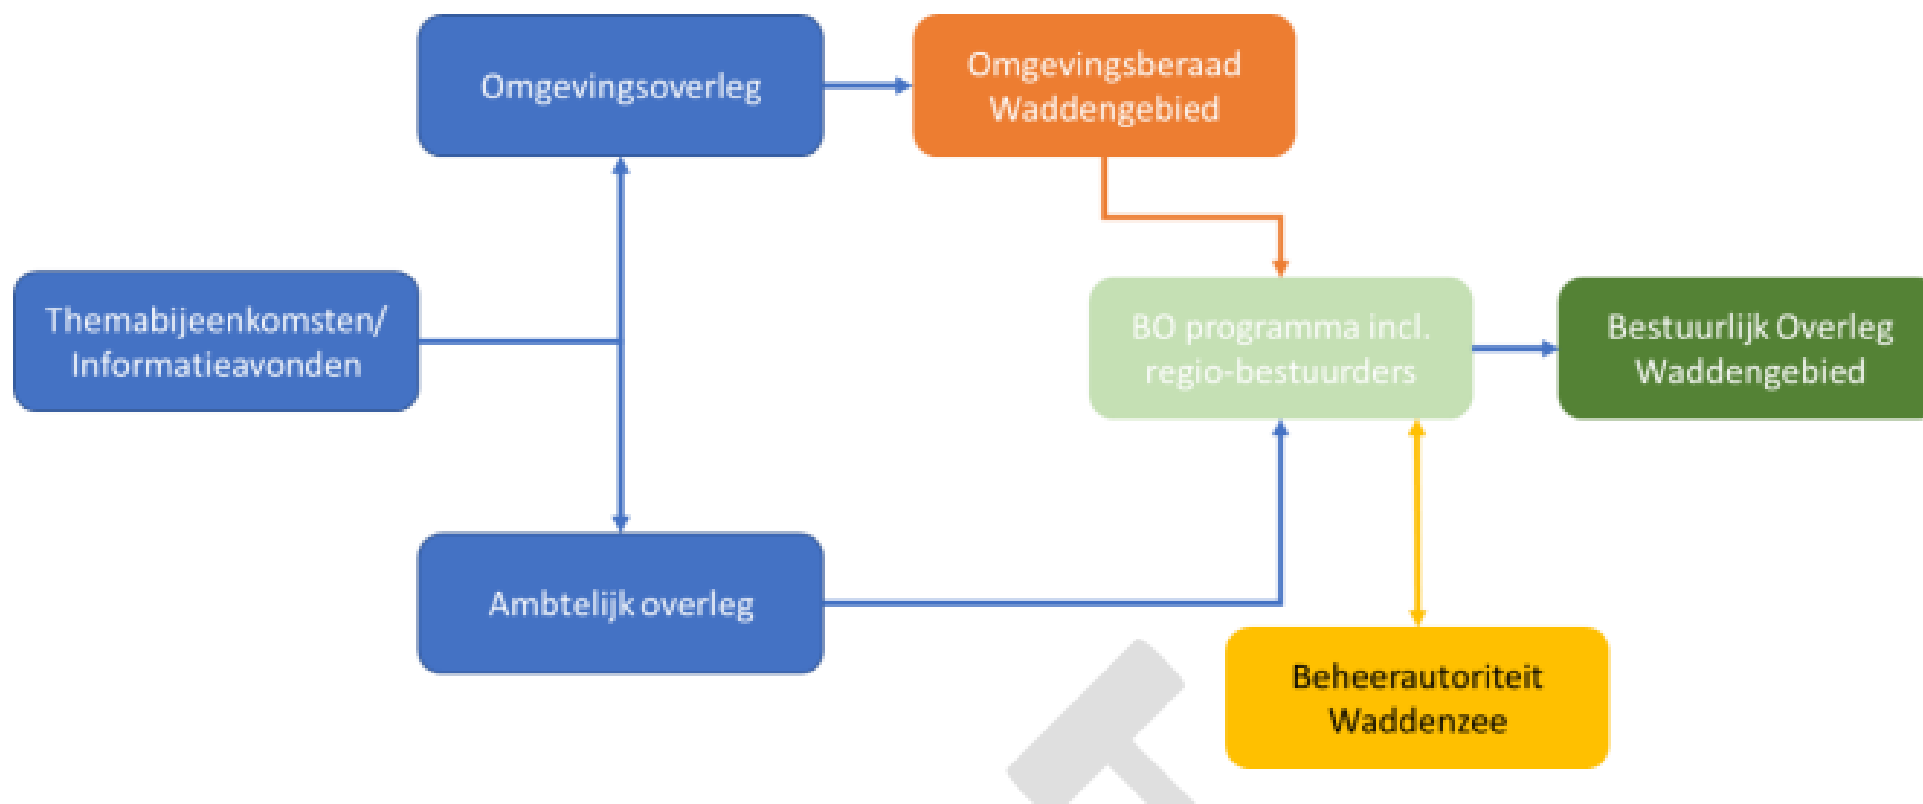 Omgevingsoverleg
Omgevingsberaad
Waddengebied
Themabijeenkomsten/
Informatieavonden
BO programma incl.
regio-bestuurders
Bestuurlijk Overleg
Waddengebied
Ambtelijk overleg
Beheerautoriteit
Waddenzee